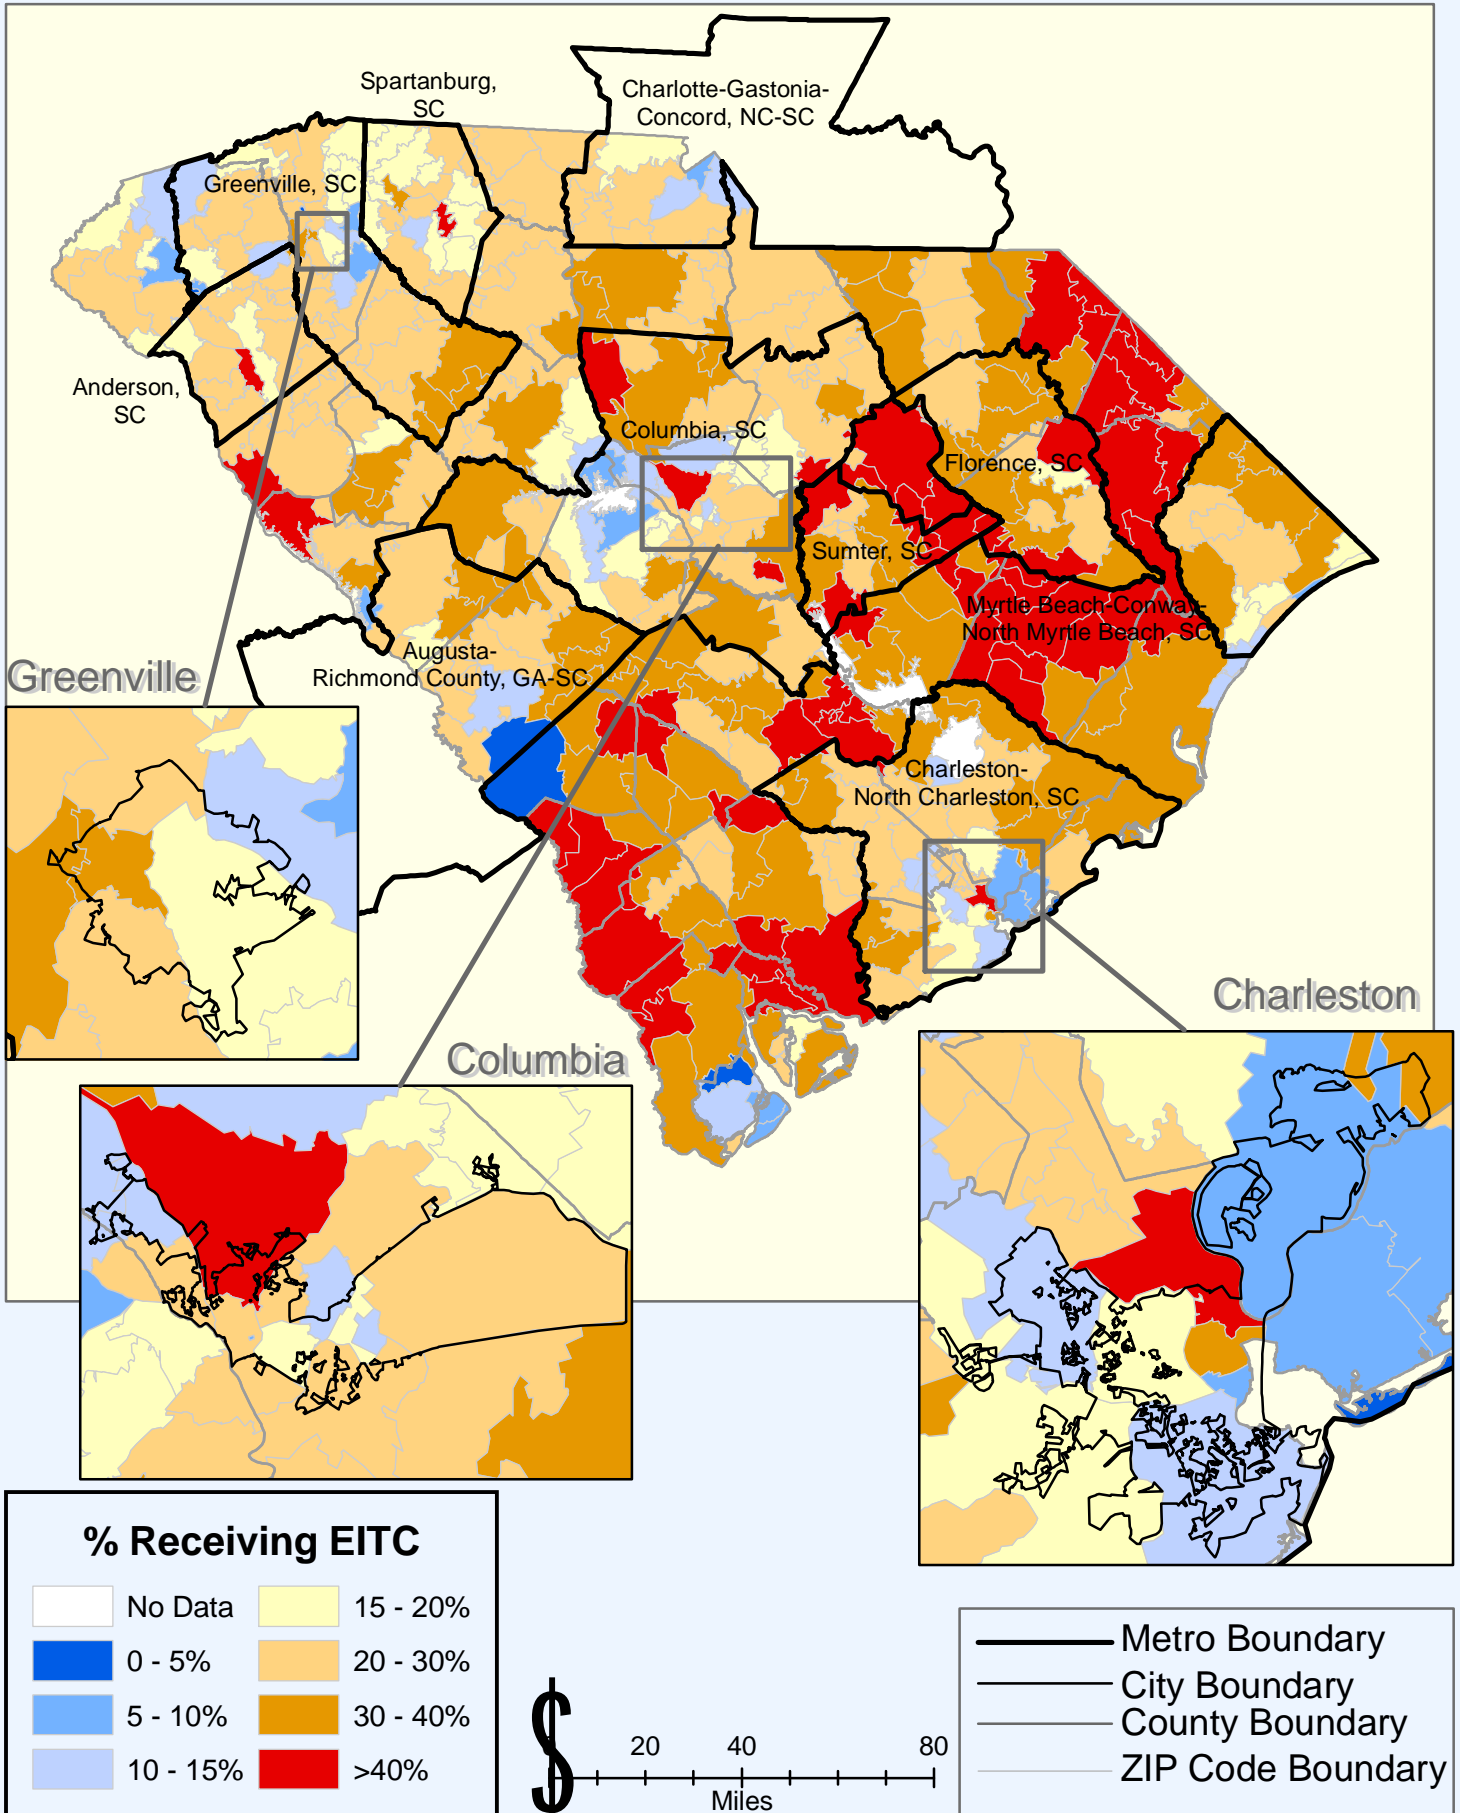 Spartanburg,
SC
Charlotte-Gastonia-
Concord, NC-SC
Greenville, SC
Anderson,
SC
Columbia, SC
Florence, SC
Sumter, SC
Myrtle Beach-Conway-
North Myrtle Beach, SC
Augusta-
Richmond County, GA-SC
Greenville
Charleston-
North Charleston, SC
Charleston
Columbia
% Receiving EITC
No Data
0 - 5%
5 - 10%
10 - 15%
15 - 20%
20 - 30%
30 - 40%
>40%
$
20 40 80
Miles
Metro Boundary
City Boundary
County Boundary
ZIP Code Boundary